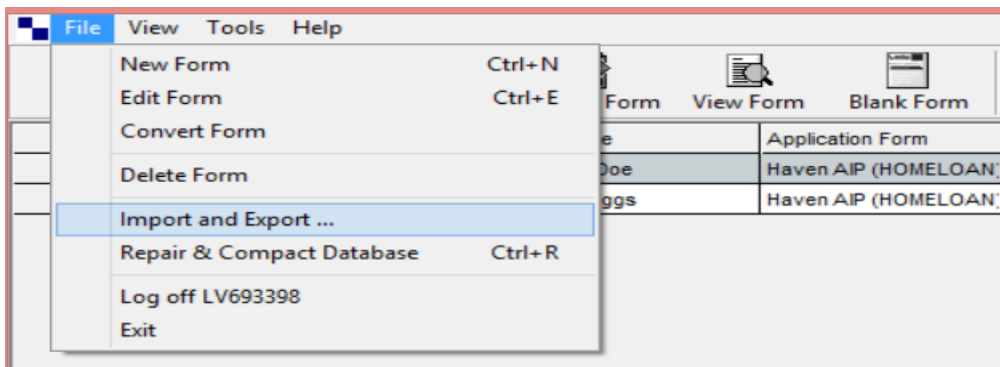 File View Tools Help
New Form Ctrl+N
Edit Form Ctrl+E
Convert Form
Delete Form
Import and Export ...
Repair & Compact Database Ctrl+R
Log off LV693398
Exit
Form View Form Blank Form
Application Form
Doe Haven AIP (HOMELOAN)
Haven AIP (HOMELOAN)